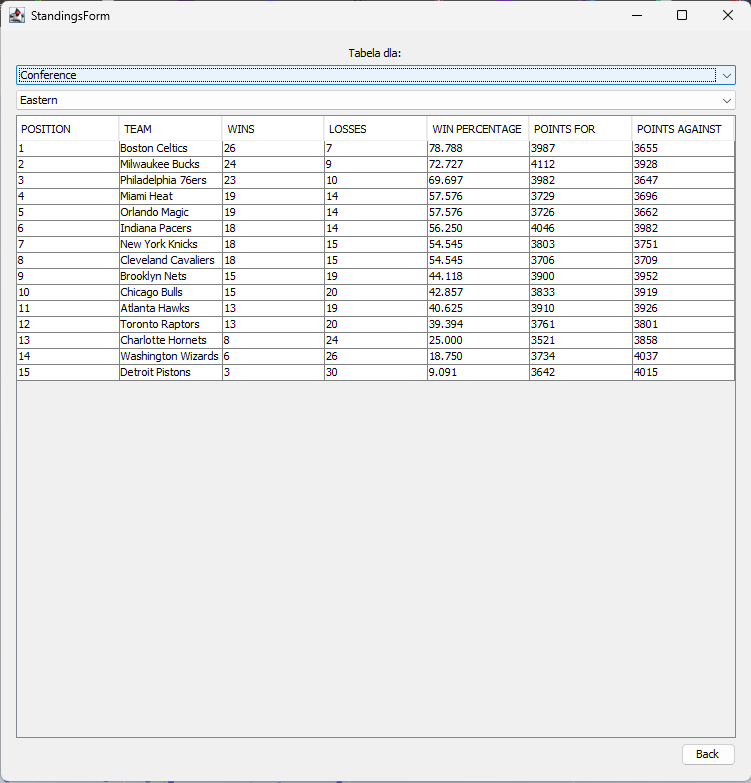 StandingsForm
Tabela dla:
Conference
Eastern
POSITION TEAM WINS LOSSES WIN PERCENTAGE POINTS FOR POINTS AGAINST
1 Boston Celtics 26 7 78.788 3987 3655
2 Milwaukee Bucks 24 9 72.727 4112 3928
3 Philadelphia 76ers 23 10 69.697 3982 3647
4 Miami Heat 19 14 57.576 3729 3696
5 Orlando Magic 19 14 57.576 3726 3662
6 Indiana Pacers 18 14 56.250 4046 3982
7 New York Knicks 18 15 54.545 3803 3751
8 Cleveland Cavaliers 18 15 54.545 3706 3709
9 Brooklyn Nets 15 19 44.118 3900 3952
10 Chicago Bulls 15 20 42.857 3833 3919
11 Atlanta Hawks 13 19 40.625 3910 3926
12 Toronto Raptors 13 20 39.394 3761 3801
13 Charlotte Hornets 8 24 25.000 3521 3858
14 Washington Wizards 6 26 18.750 3734 4037
15 Detroit Pistons 3 30 9.091 3642 4015
Back